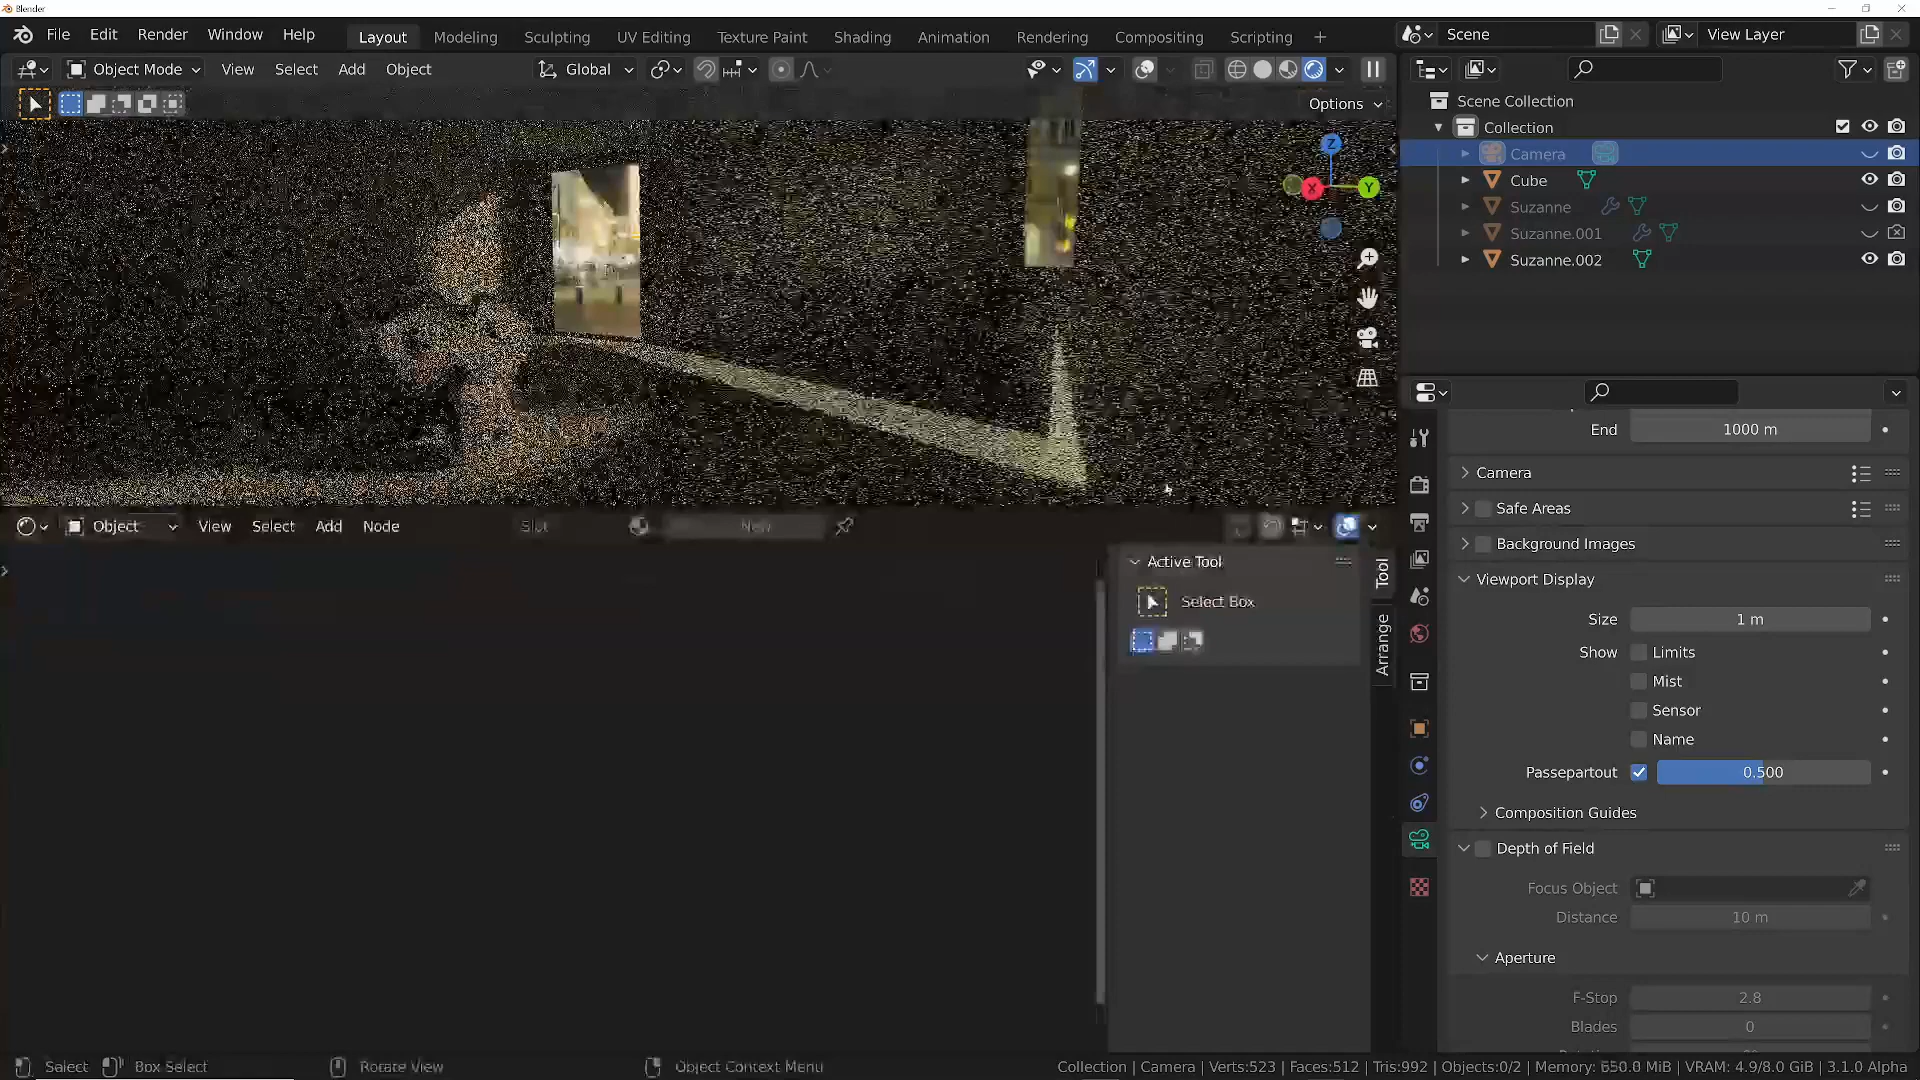 Blender
File Edit Render Window Help Layout Modeling Sculpting UV Editing Texture Paint Shading Animation Rendering Compositing Scripting + Scene View Layer
Object Mode View Select Add Object Global
Options
Z
X Y
Scene Collection
Collection
Camera
Cube
Suzanne
Suzanne.001
Suzanne.002
End 1000 m
Camera
Safe Areas
Background Images
Viewport Display
Size 1 m
Show Limits
Mist
Sensor
Name
Passepartout 0.500
Composition Guides
Depth of Field
Focus Object
Distance 10 m
Aperture
F-Stop 2.8
Blades 0
Object View Select Add Node Slot New
Active Tool
Select Box
Tool
Arrange
Select Box Select Rotate View Object Context Menu
Collection | Camera | Verts:523 | Faces:512 | Tris:992 | Objects:0/2 | Memory: 550.0 MiB | VRAM: 4.9/8.0 GiB | 3.1.0 Alpha